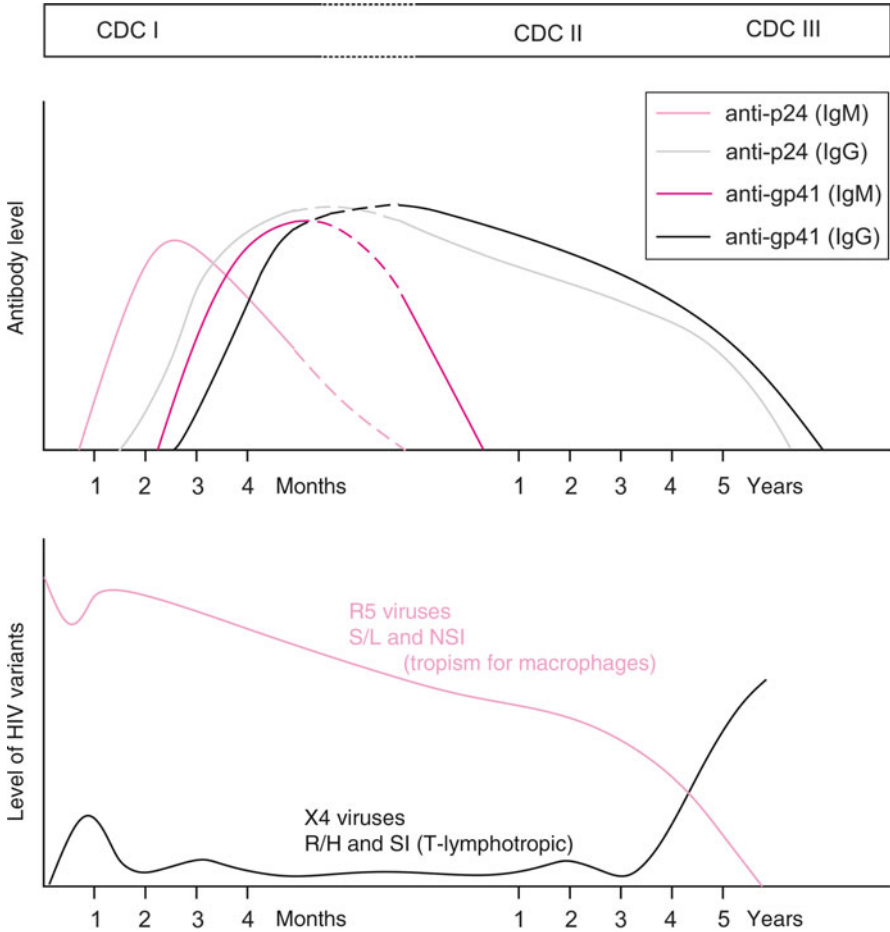 CDC I
CDC II
CDC III
anti-p24 (IgM)
anti-p24 (IgG)
anti-gp41 (IgM)
anti-gp41 (IgG)
Antibody level
1 2 3 4 Months 1 2 3 4 5 Years
R5 viruses
S/L and NSI
(tropism for macrophages)
Level of HIV variants
X4 viruses
R/H and SI (T-lymphotropic)
1 2 3 4 Months 1 2 3 4 5 Years